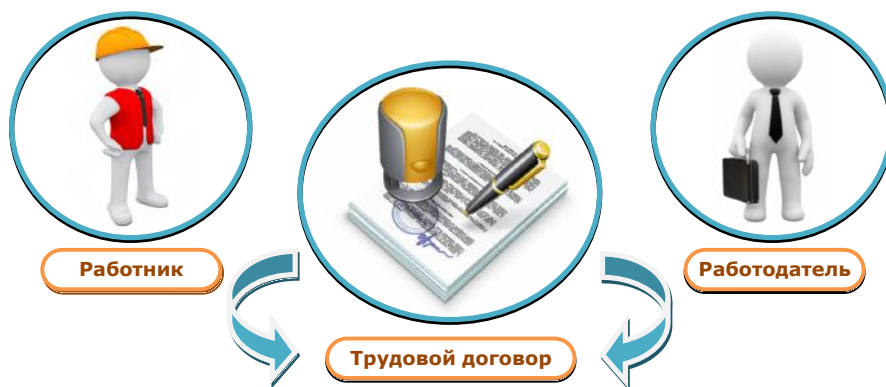 Работник
Работодатель
Трудовой договор